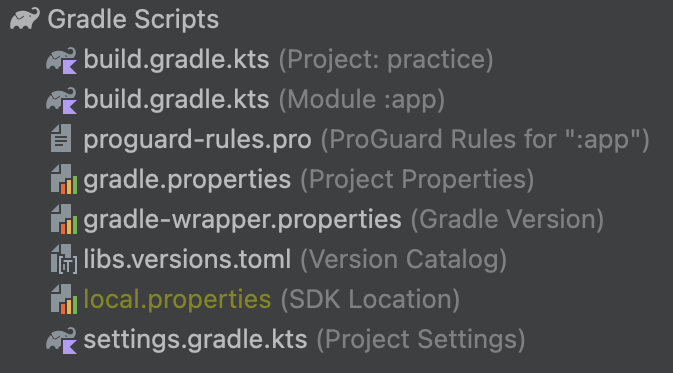 Gradle Scripts
build.gradle.kts (Project: practice)
build.gradle.kts (Module :app)
proguard-rules.pro (ProGuard Rules for ":app")
gradle.properties (Project Properties)
gradle-wrapper.properties (Gradle Version)
libs.versions.toml (Version Catalog)
local.properties (SDK Location)
settings.gradle.kts (Project Settings)